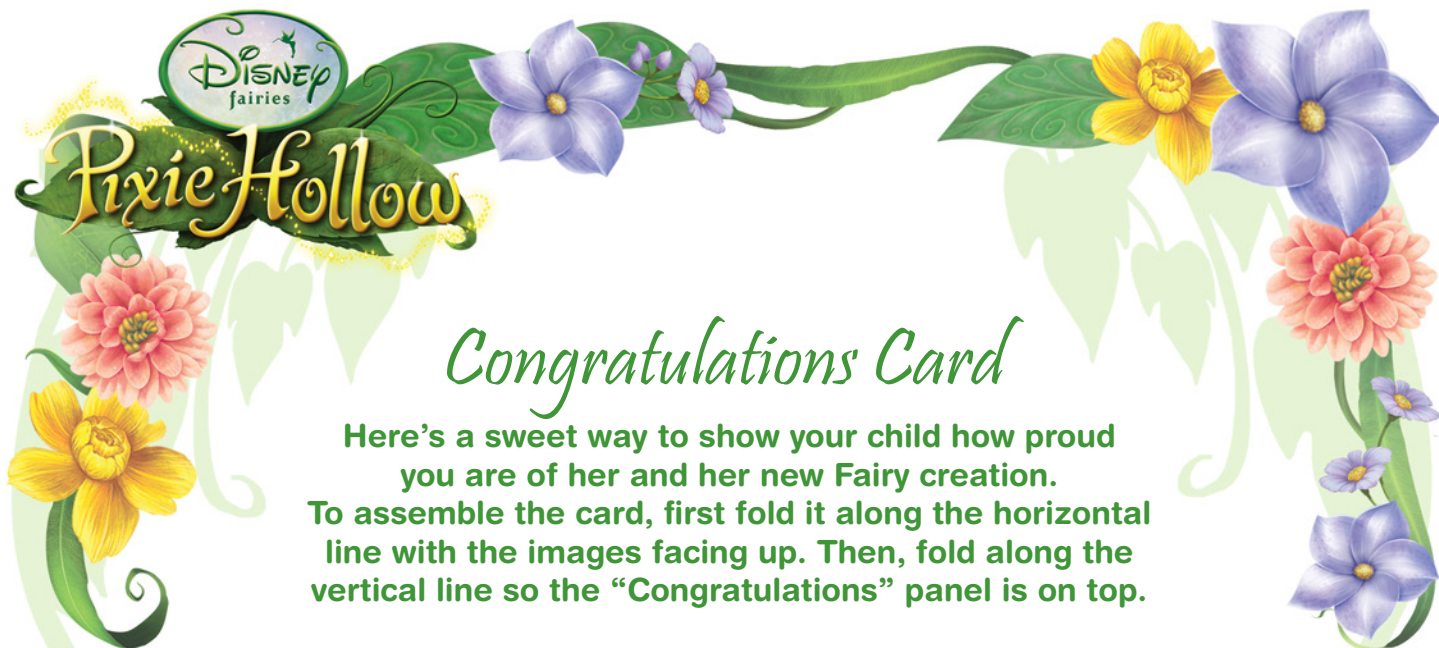 Disney
fairies
Pixie Hollow
Congratulations Card
Here's a sweet way to show your child how proud
you are of her and her new Fairy creation.
To assemble the card, first fold it along the horizontal
line with the images facing up. Then, fold along the
vertical line so the “Congratulations” panel is on top.